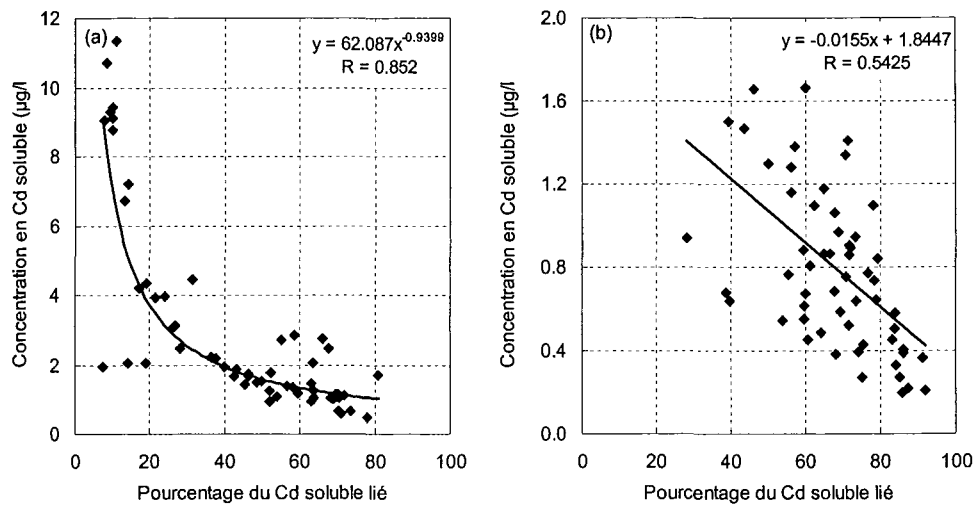 (a)
y = 62.087x^-0.9399
R = 0.852
Concentration en Cd soluble (µg/l)
12
10
8
6
4
2
0
0 20 40 60 80 100
Pourcentage du Cd soluble lié
(b)
y = -0.0155x + 1.8447
R = 0.5425
Concentration en Cd soluble (µg/l)
2.0
1.6
1.2
0.8
0.4
0.0
0 20 40 60 80 100
Pourcentage du Cd soluble lié